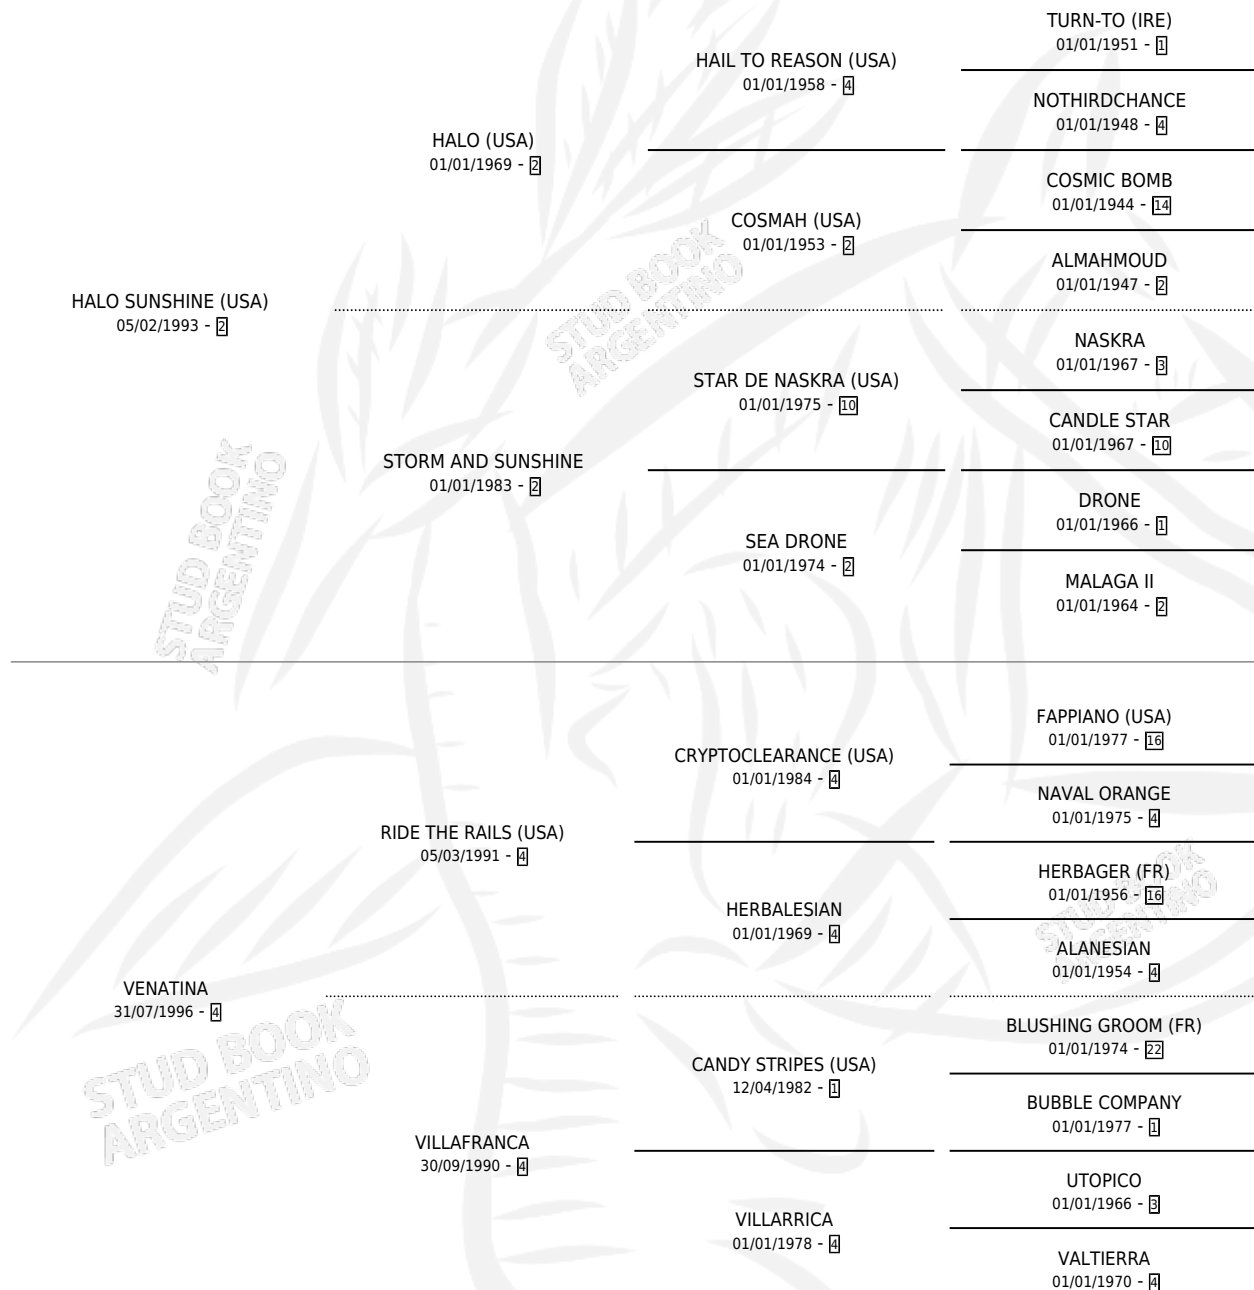 TURN-TO (IRE)
01/01/1951 - 1
HAIL TO REASON (USA)
01/01/1958 - 4
NOTHIRDCHANCE
01/01/1948 - 4
HALO (USA)
01/01/1969 - 2
COSMIC BOMB
01/01/1944 - 14
COSMAH (USA)
01/01/1953 - 2
ALMAHMOUD
01/01/1947 - 2
HALO SUNSHINE (USA)
05/02/1993 - 2
NASKRA
01/01/1967 - 3
STAR DE NASKRA (USA)
01/01/1975 - 10
CANDLE STAR
01/01/1967 - 10
STORM AND SUNSHINE
01/01/1983 - 2
DRONE
01/01/1966 - 1
SEA DRONE
01/01/1974 - 2
MALAGA II
01/01/1964 - 2
STUD BOOK
ARGENTINO
STUD BOOK
ARGENTINO
FAPPIANO (USA)
01/01/1977 - 16
CRYPTOCLEARANCE (USA)
01/01/1984 - 4
NAVAL ORANGE
01/01/1975 - 4
RIDE THE RAILS (USA)
05/03/1991 - 4
HERBAGER (FR)
01/01/1956 - 16
HERBALESIAN
01/01/1969 - 4
ALANESIAN
01/01/1954 - 4
VENATINA
31/07/1996 - 4
BLUSHING GROOM (FR)
01/01/1974 - 22
CANDY STRIPES (USA)
12/04/1982 - 1
BUBBLE COMPANY
01/01/1977 - 1
VILLAFRANCA
30/09/1990 - 4
UTOPICO
01/01/1966 - 3
VILLARRICA
01/01/1978 - 4
VALTIERRA
01/01/1970 - 4
STUD BOOK
ARGENTINO
STUD BOOK
ARGENTINO